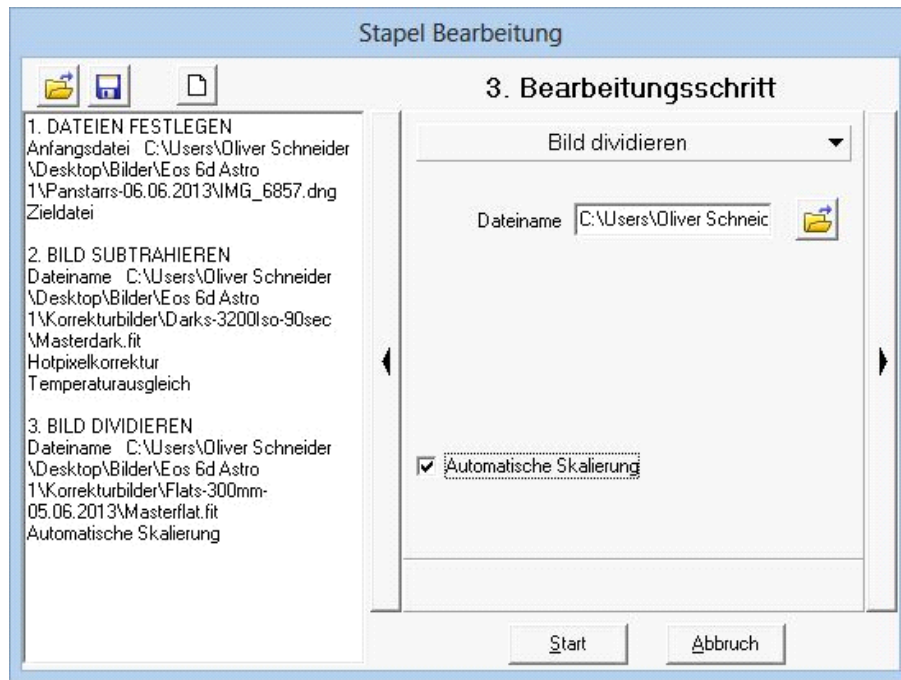 Stapel Bearbeitung
3. Bearbeitungsschritt
1. DATEIEN FESTLEGEN
Anfangsdatei C:\Users\Oliver Schneider
\Desktop\Bilder\Eos 6d Astro
1\Panstarrs-06.06.2013\IMG_6857.dng
Zieldatei
2. BILD SUBTRAHIEREN
Dateiname C:\Users\Oliver Schneider
\Desktop\Bilder\Eos 6d Astro
1\Korrekturbilder\Darks-3200Iso-90sec
\Masterdark.fit
Hotpixelkorrektur
Temperaturausgleich
3. BILD DIVIDIEREN
Dateiname C:\Users\Oliver Schneider
\Desktop\Bilder\Eos 6d Astro
1\Korrekturbilder\Flats-300mm-
05.06.2013\Masterflat.fit
Automatische Skalierung
Bild dividieren
Dateiname C:\Users\Oliver Schneic
Automatische Skalierung
Start
Abbruch